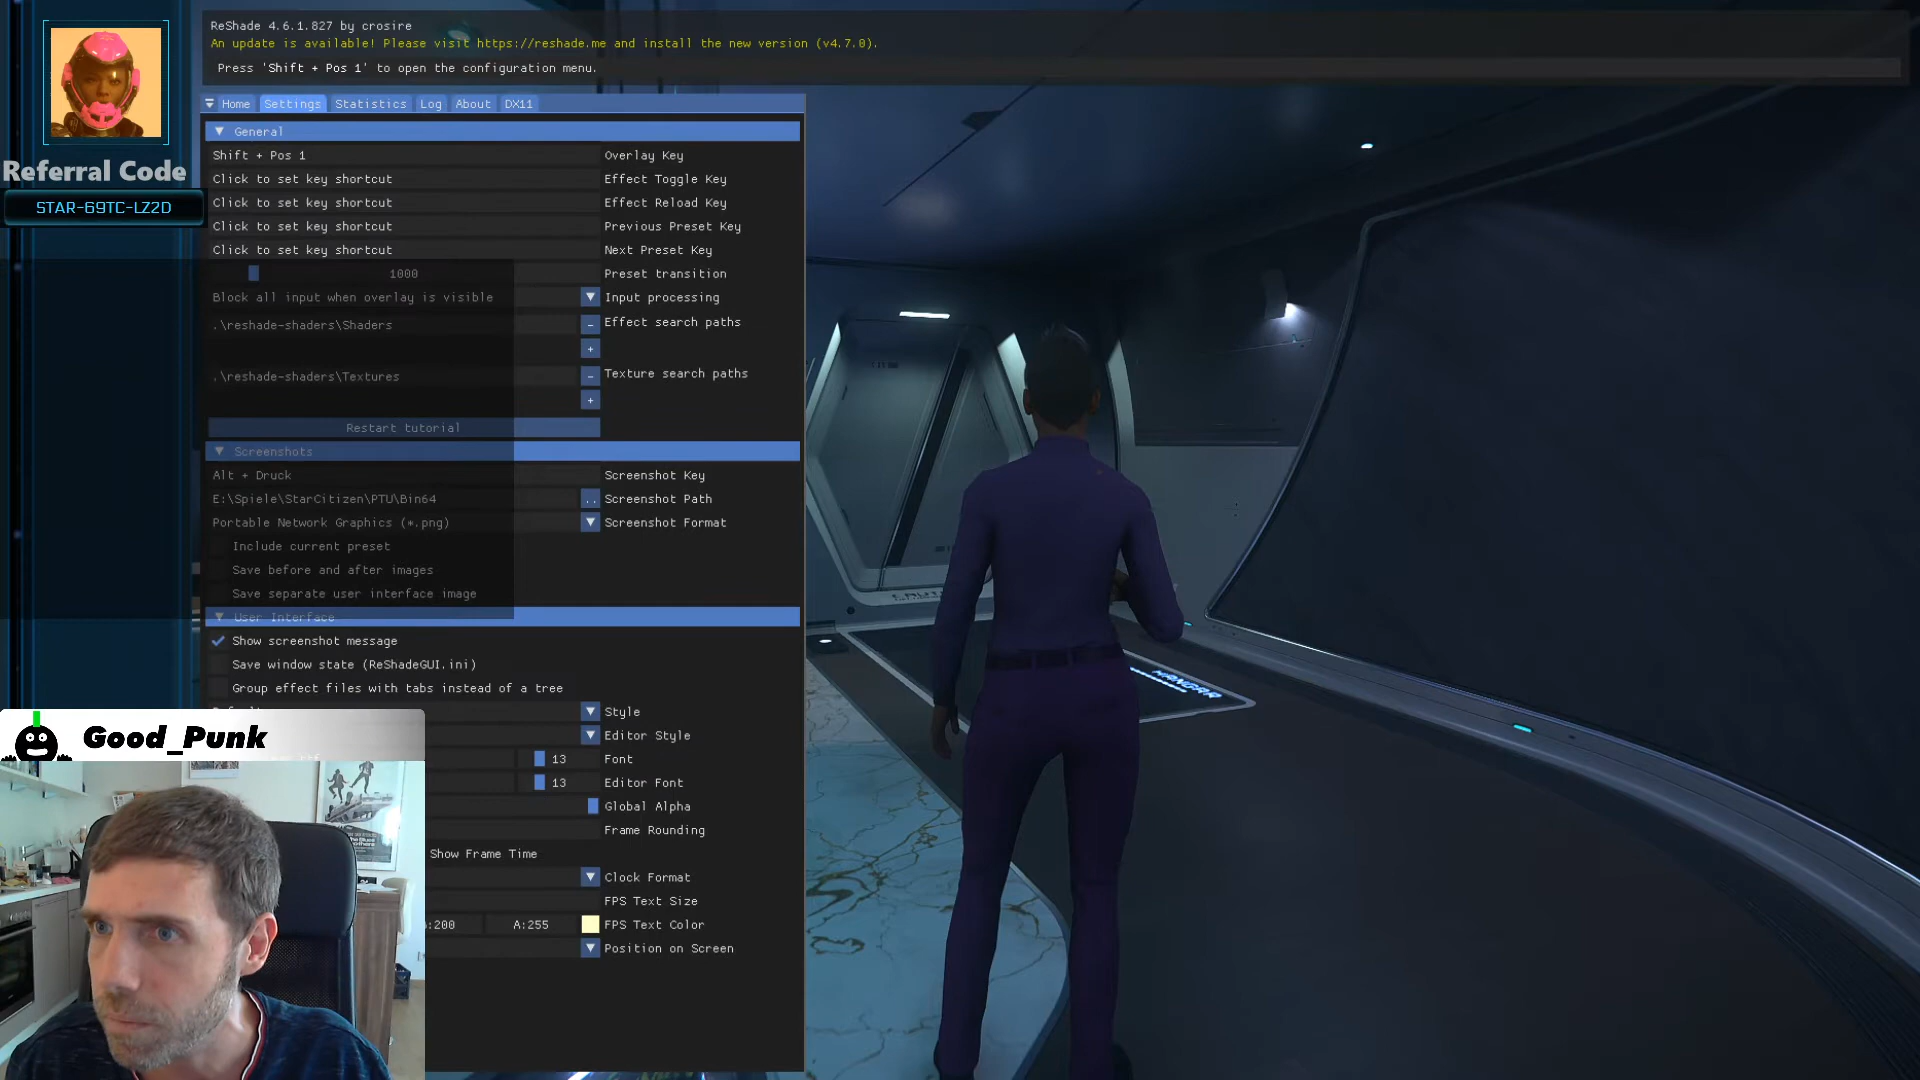 ReShade 4.6.1.827 by crosire
An update is available! Please visit https://reshade.me and install the new version (v4.7.0).
Press 'Shift + Pos 1' to open the configuration menu.
Home Settings Statistics Log About DX11
General
Shift + Pos 1 Overlay Key
Referral Code
Click to set key shortcut Effect Toggle Key
Click to set key shortcut Effect Reload Key
STAR-69TC-LZ2D
Click to set key shortcut Previous Preset Key
Click to set key shortcut Next Preset Key
1000 Preset transition
Block all input when overlay is visible Input processing
.\reshade-shaders\Shaders - Effect search paths
+
.\reshade-shaders\Textures - Texture search paths
+
Restart tutorial
Screenshots
Alt + Druck Screenshot Key
E:\Spiele\StarCitizen\PTU\Bin64 .. Screenshot Path
Portable Network Graphics (*.png) Screenshot Format
Include current preset
Save before and after images
Save separate user interface image
User Interface
Show screenshot message
Save window state (ReShadeGUI.ini)
Group effect files with tabs instead of a tree
Style
Good_Punk
Editor Style
13 Font
13 Editor Font
Global Alpha
Frame Rounding
Show Frame Time
Clock Format
FPS Text Size
:200 A:255 FPS Text Color
Position on Screen
HANGAR